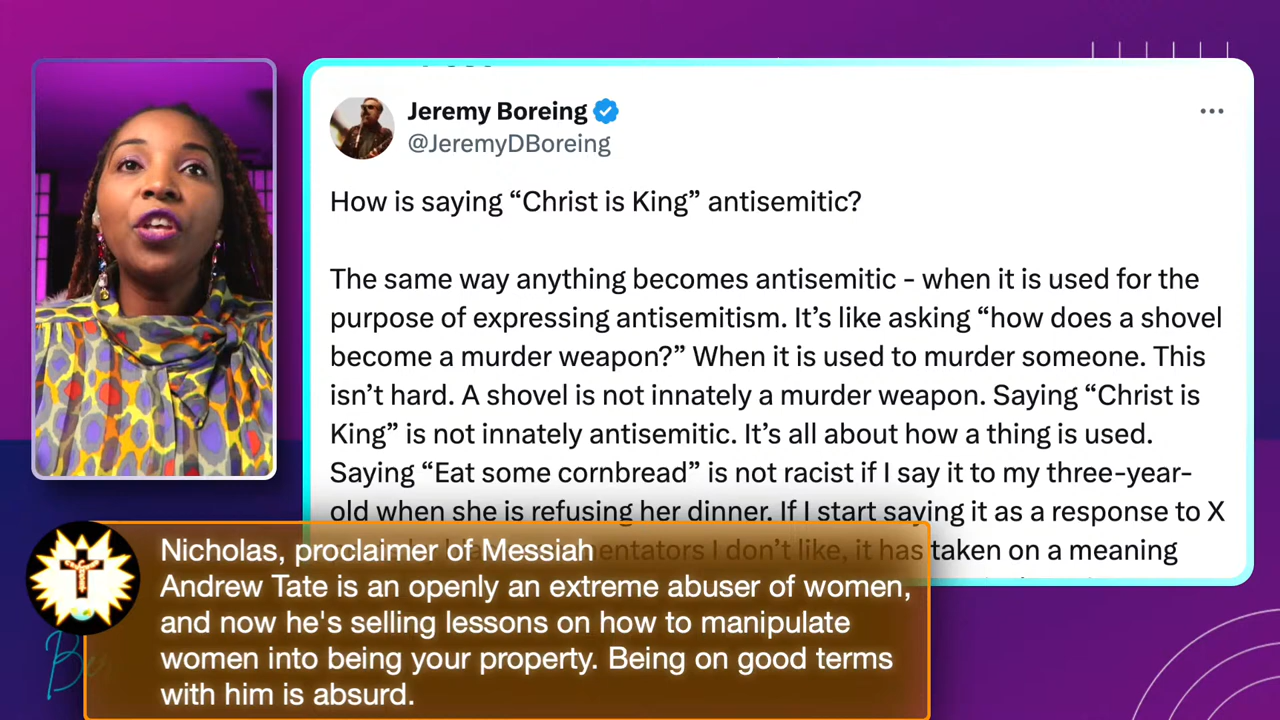 Jeremy Boreing
@JeremyDBoreing
How is saying “Christ is King” antisemitic?
The same way anything becomes antisemitic - when it is used for the
purpose of expressing antisemitism. It’s like asking “how does a shovel
become a murder weapon?” When it is used to murder someone. This
isn’t hard. A shovel is not innately a murder weapon. Saying “Christ is
King” is not innately antisemitic. It’s all about how a thing is used.
Saying “Eat some cornbread” is not racist if I say it to my three-year-
old when she is refusing her dinner. If I start saying it as a response to X
I don’t like, it has taken on a meaning
Nicholas, proclaimer of Messiah
Andrew Tate is an openly an extreme abuser of women,
and now he's selling lessons on how to manipulate
women into being your property. Being on good terms
with him is absurd.
Be